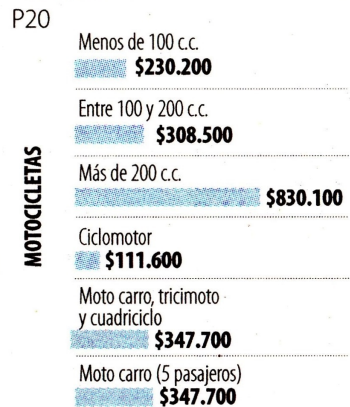 P20
MOTOCICLETAS
Menos de 100 c.c.
$230.200
Entre 100 y 200 c.c.
$308.500
Más de 200 c.c.
$830.100
Ciclomotor
$111.600
Moto carro, tricimoto
y cuadriciclo
$347.700
Moto carro (5 pasajeros)
$347.700